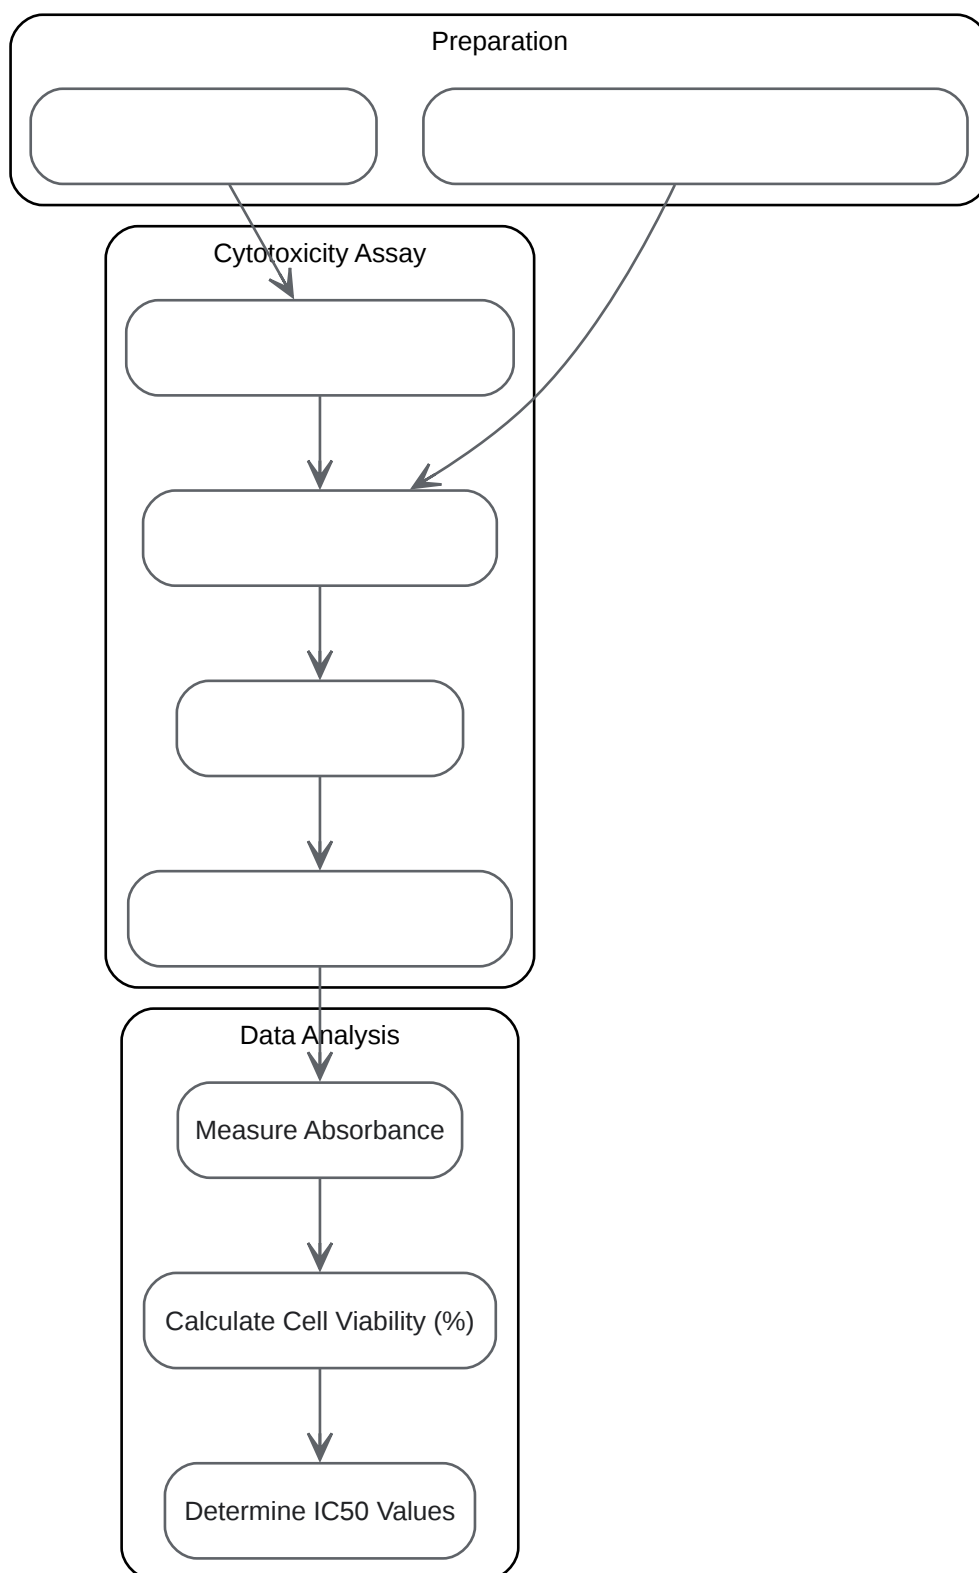 Preparation
Cytotoxicity Assay
Data Analysis
Measure Absorbance
Calculate Cell Viability (%)
Determine IC50 Values